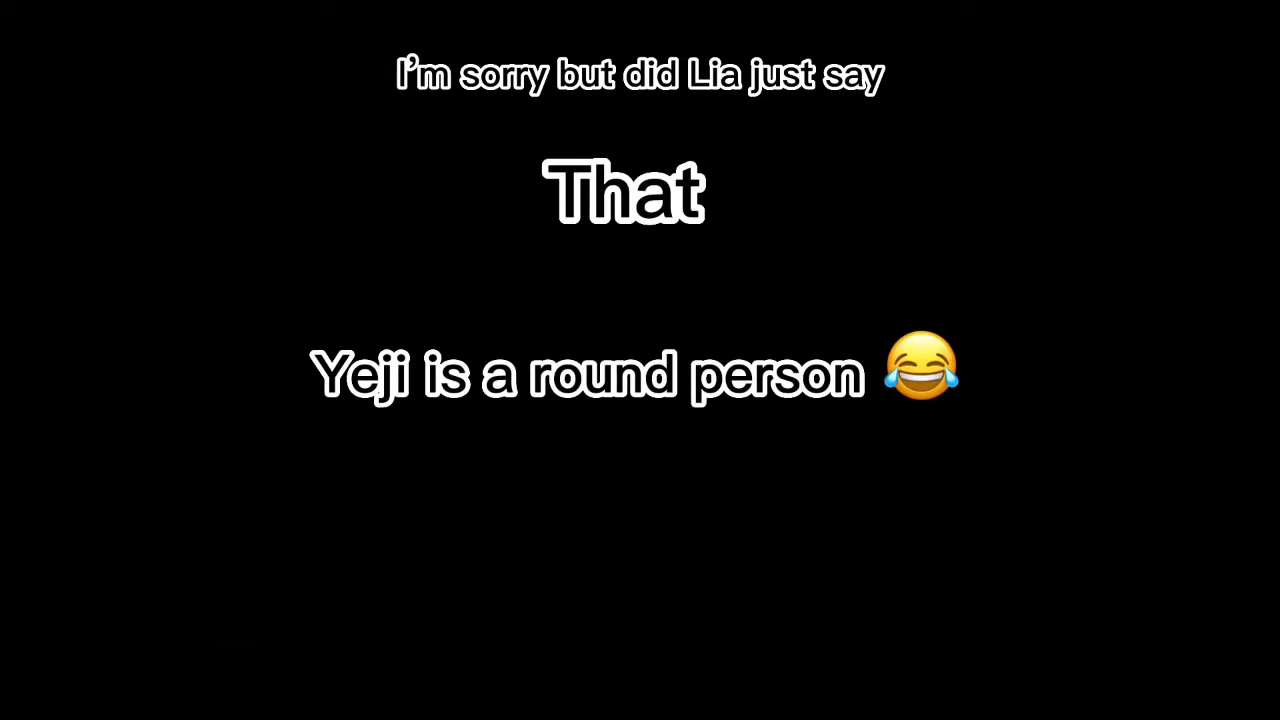 I'm sorry but did Lia just say
That
Yeji is a round person 😂